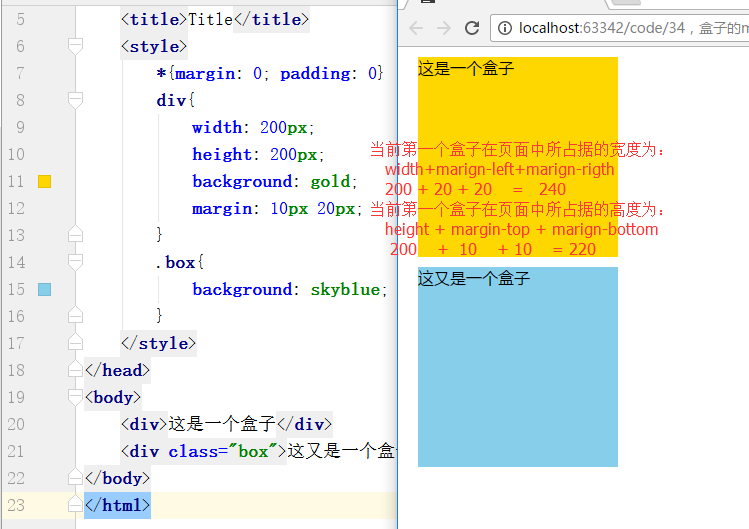 5 <title>Title</title>
6 <style>
7 *{margin: 0; padding: 0}
8 div{
9 width: 200px;
10 height: 200px;
11 background: gold;
12 margin: 10px 20px;
13 }
14 .box{
15 background: skyblue;
16 }
17 </style>
18 </head>
19 <body>
20 <div>这是一个盒子</div>
21 <div class="box">这又是一个盒
22 </body>
23 </html>
localhost:63342/code/34，盒子的m
这是一个盒子
当前第一个盒子在页面中所占据的宽度为：
width+marign-left+marign-rigth
200 + 20 + 20 = 240
当前第一个盒子在页面中所占据的高度为：
height + margin-top + marign-bottom
200 + 10 + 10 = 220
这又是一个盒子